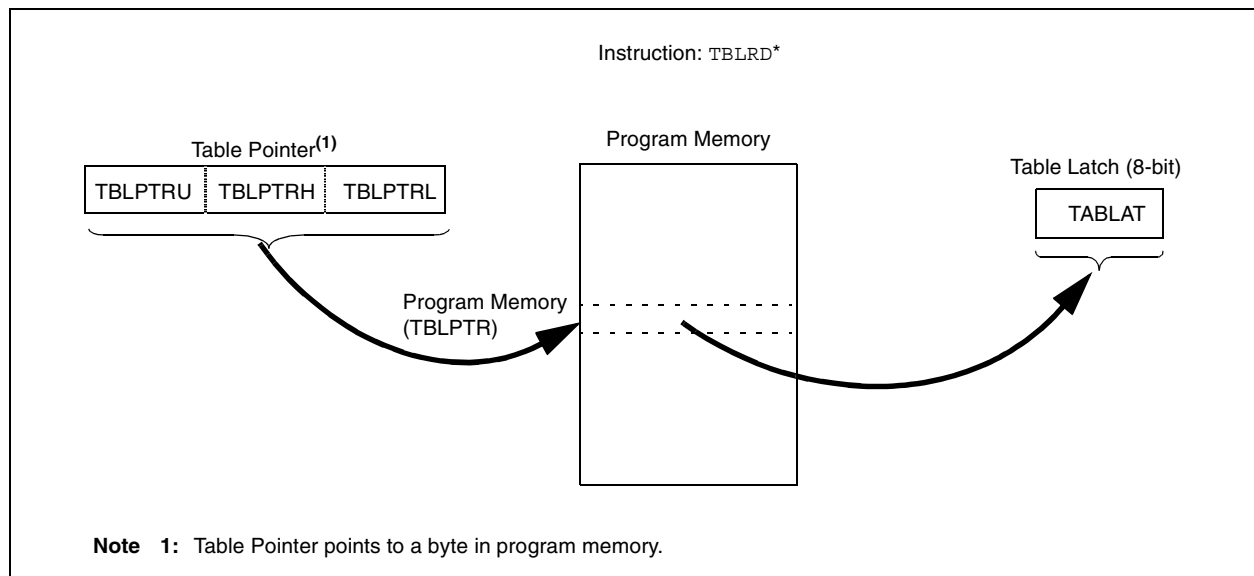 Instruction: TBLRD*
Table Pointer(1)
TBLPTRU TBLPTRH TBLPTRL
Program Memory
Table Latch (8-bit)
TABLAT
Program Memory
(TBLPTR)
Note 1: Table Pointer points to a byte in program memory.